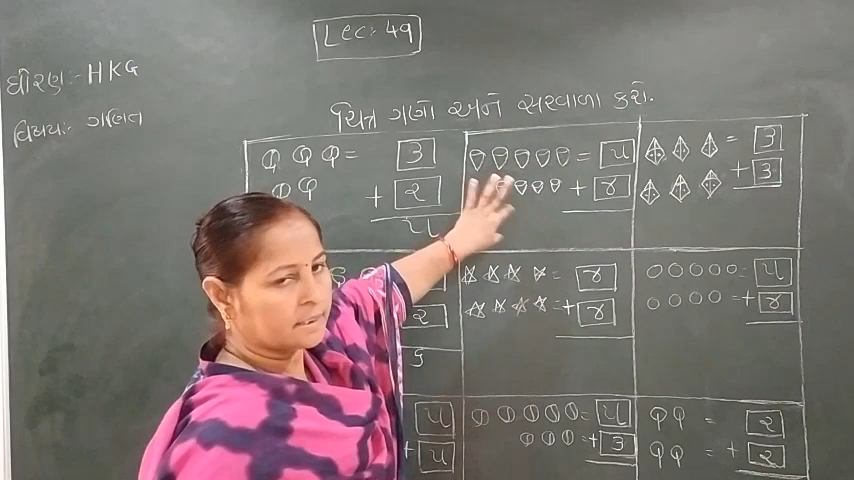 Lec:- 49
ધોરણ:- HKG
વિષય:- ગણિત
ચિત્ર ગણો અને સરવાળા કરો.
= ૩
+ ૨
૫
= ૫
+ ૪
= ૩
+ ૩
૨
૬
= ૪
= + ૪
= ૫
= + ૪
૫
+ ૫
= ૫
= + ૩
= ૨
= + ૨